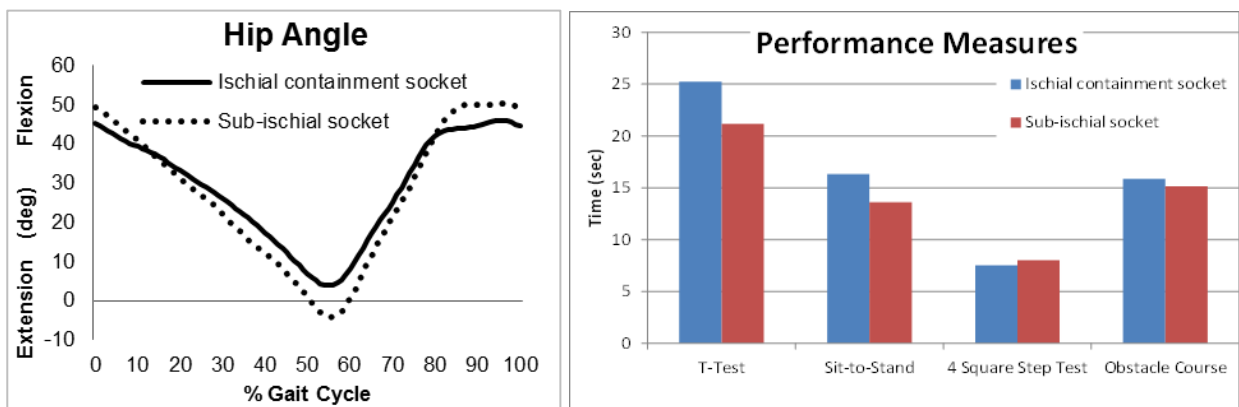 Hip Angle
60
50
40
30
20
10
0
-10
Extension (deg) Flexion
Ischial containment socket
Sub-ischial socket
0 10 20 30 40 50 60 70 80 90 100
% Gait Cycle
Performance Measures
30
25
20
15
10
5
0
Time (sec)
Ischial containment socket
Sub-ischial socket
T-Test Sit-to-Stand 4 Square Step Test Obstacle Course